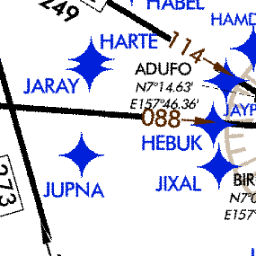 HABEL
249
HARTE
114
HAMD
ADUFO
N7°14.63'
E157°46.36'
JARAY
JAYP
088
HEBUK
JUPNA
JIXAL
BIR
N7°0
E157°
273